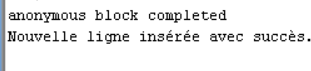 anonymous block completed
Nouvelle ligne insérée avec succès.